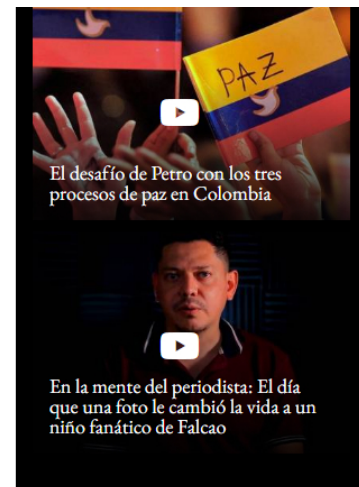 PAZ
El desafío de Petro con los tres
procesos de paz en Colombia
En la mente del periodista: El día
que una foto le cambió la vida a un
niño fanático de Falcao